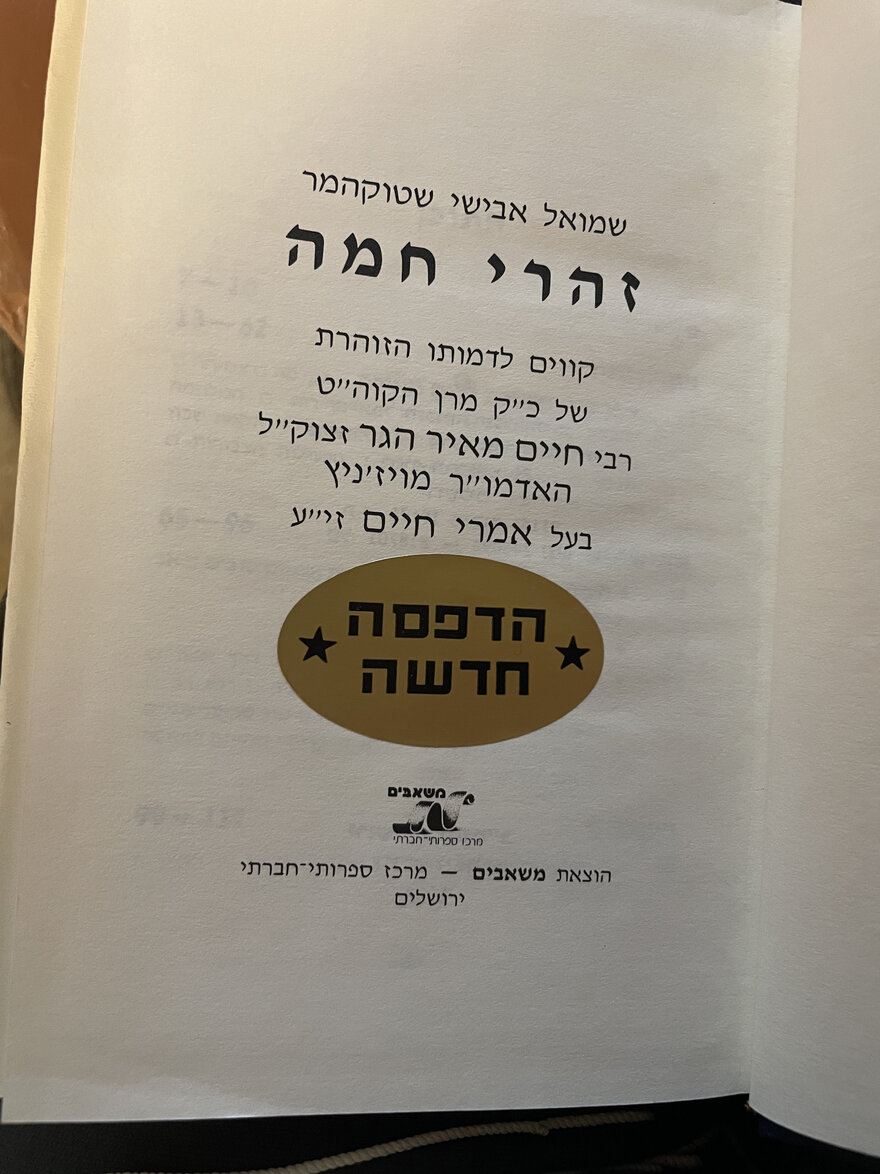 שמואל אבישי שטוקהמר
זהרי חמה
קווים לדמותו הזוהרת
של כ״ק מרן הקוה״ט
רבי חיים מאיר הגר זצוק״ל
האדמו״ר מויז׳ניץ
בעל אמרי חיים זי״ע
הדפסה
חדשה
משאבים
מרכז ספרותי־חברתי
הוצאת משאבים — מרכז ספרותי־חברתי
ירושלים